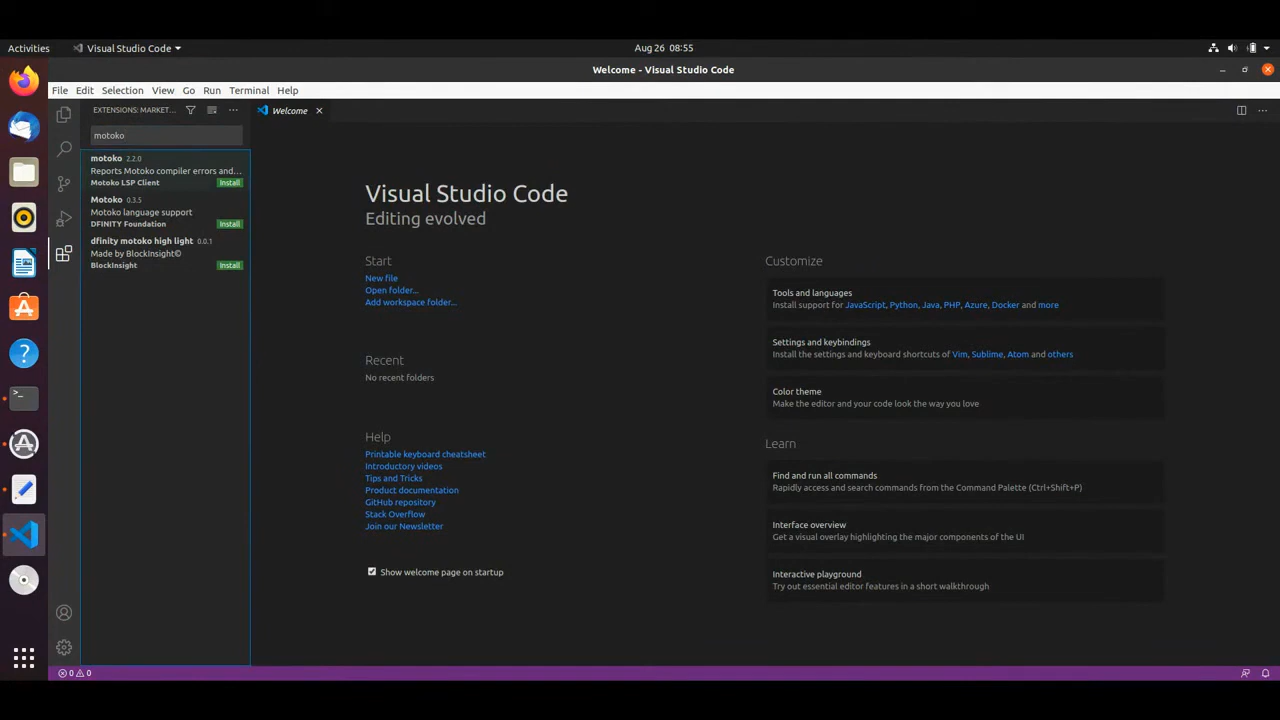 Activities
Visual Studio Code
Aug 26 08:55
Welcome - Visual Studio Code
File Edit Selection View Go Run Terminal Help
EXTENSIONS: MARKET...
Welcome
motoko
motoko 2.2.0
Reports Motoko compiler errors and...
Motoko LSP Client Install
Motoko 0.3.5
Motoko language support
DFINITY Foundation Install
dfinity motoko high light 0.0.1
Made by BlockInsight©
BlockInsight Install
Visual Studio Code
Editing evolved
Start
New file
Open folder...
Add workspace folder...
Recent
No recent folders
Help
Printable keyboard cheatsheet
Introductory videos
Tips and Tricks
Product documentation
GitHub repository
Stack Overflow
Join our Newsletter
Show welcome page on startup
Customize
Tools and languages
Install support for JavaScript, Python, Java, PHP, Azure, Docker and more
Settings and keybindings
Install the settings and keyboard shortcuts of Vim, Sublime, Atom and others
Color theme
Make the editor and your code look the way you love
Learn
Find and run all commands
Rapidly access and search commands from the Command Palette (Ctrl+Shift+P)
Interface overview
Get a visual overlay highlighting the major components of the UI
Interactive playground
Try out essential editor features in a short walkthrough
0 0